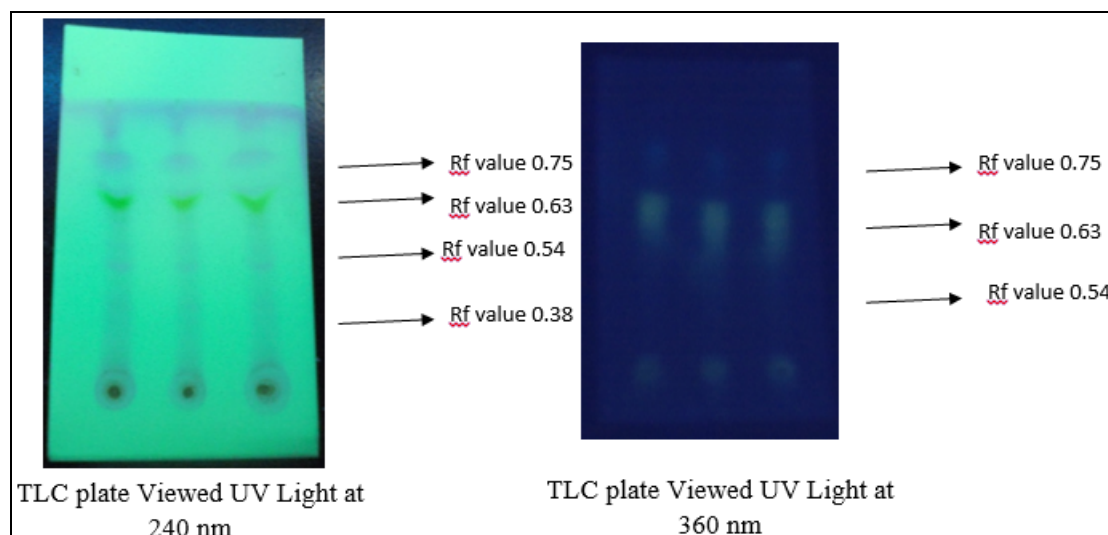 Rf value 0.75
Rf value 0.63
Rf value 0.54
Rf value 0.38
TLC plate Viewed UV Light at
240 nm
Rf value 0.75
Rf value 0.63
Rf value 0.54
TLC plate Viewed UV Light at
360 nm